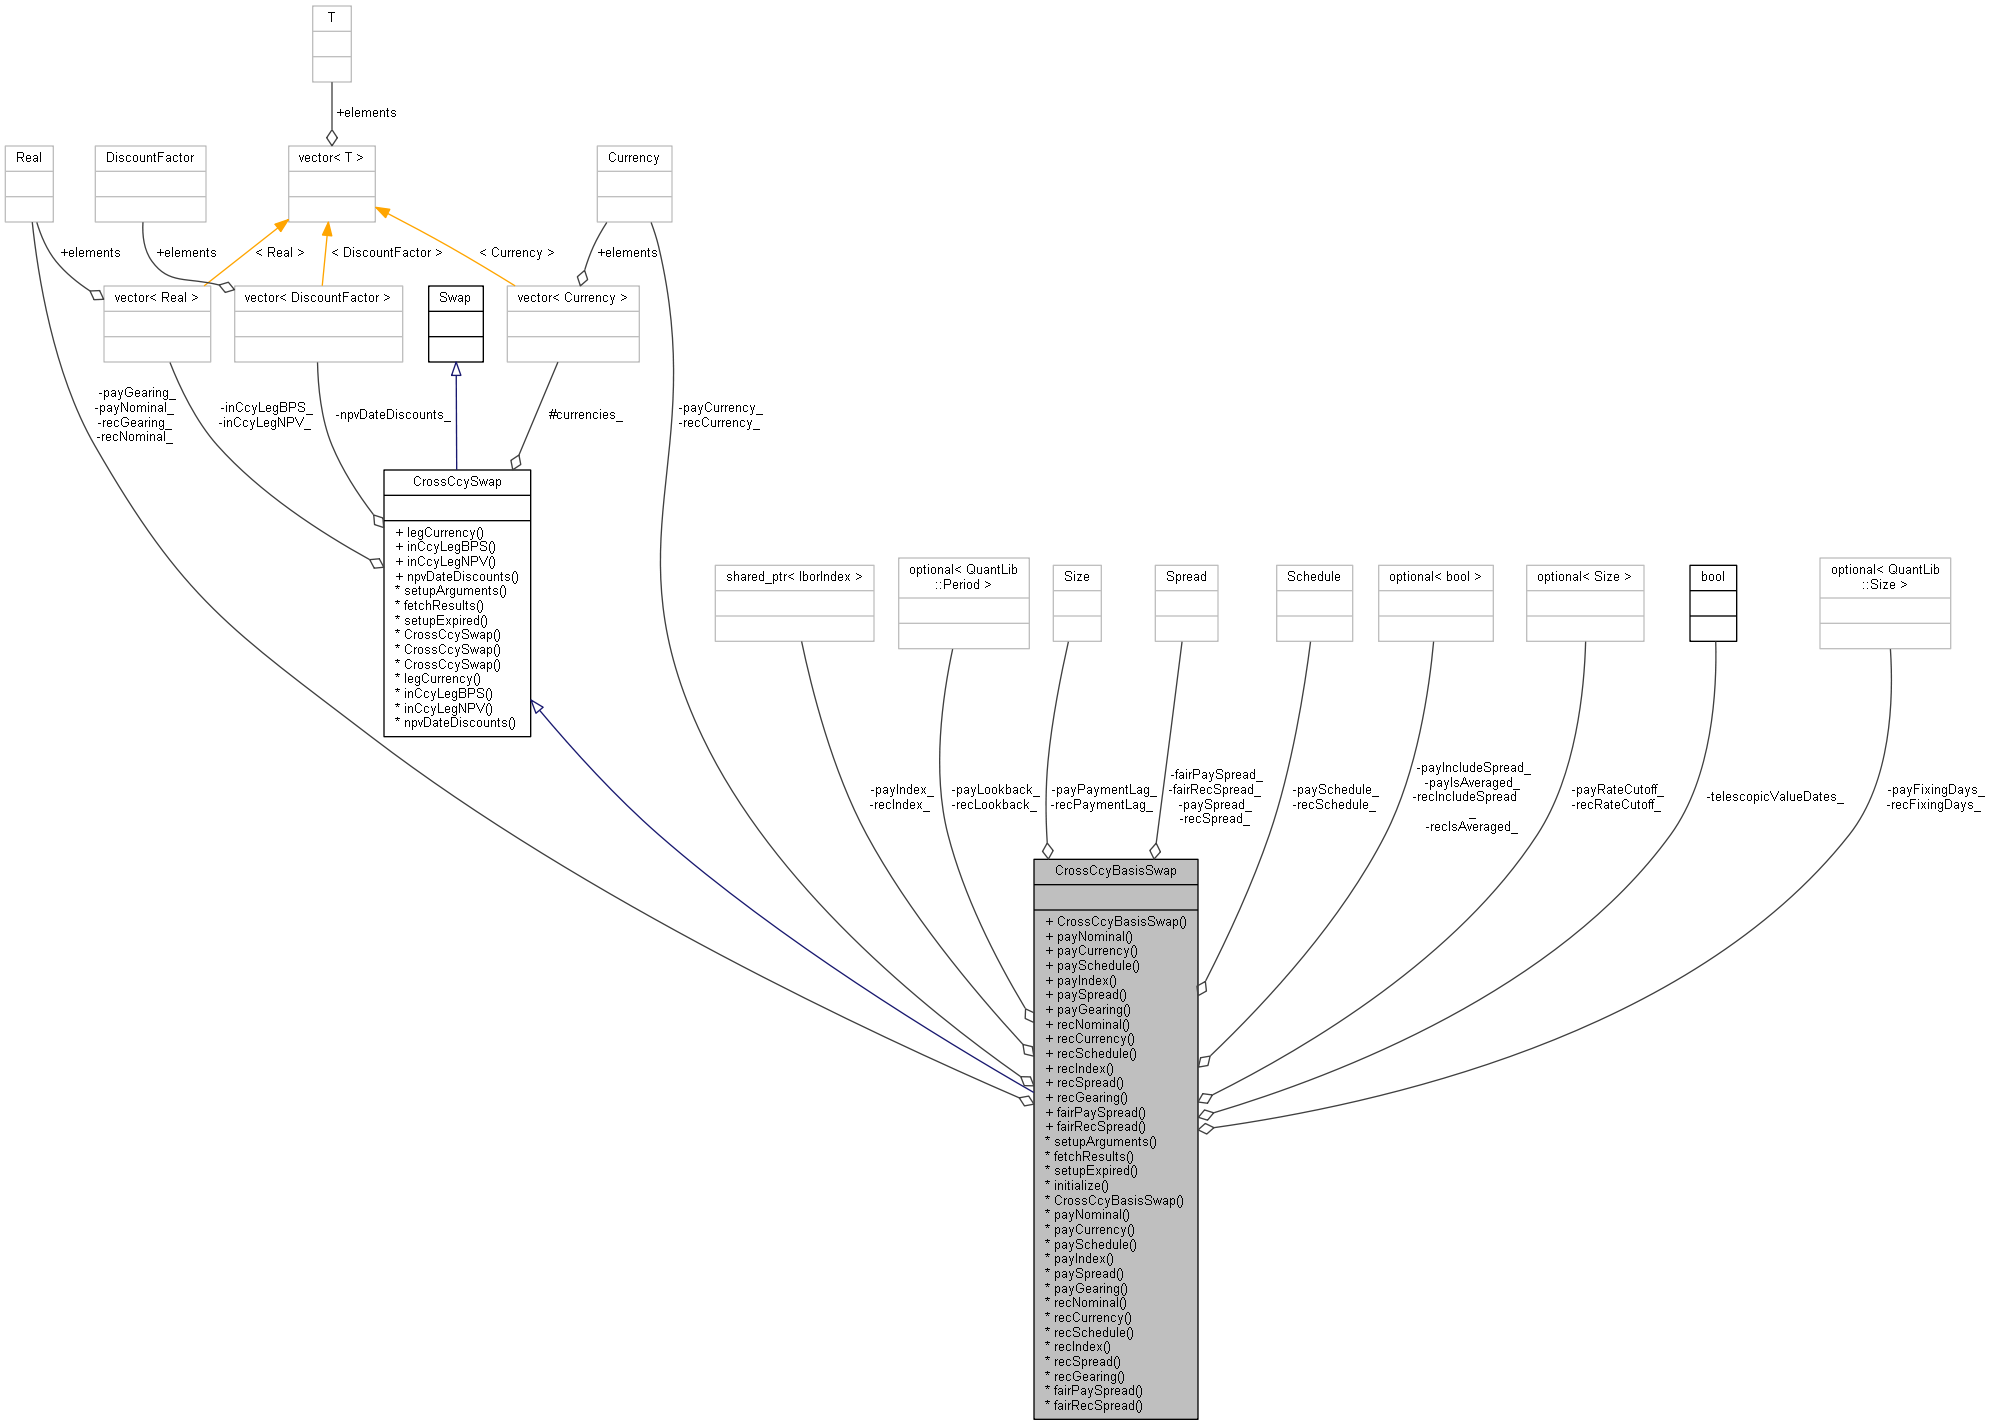 T
+elements
Real
DiscountFactor
vector< T >
Currency
+elements
+elements
< Real >
< DiscountFactor >
< Currency >
+elements
vector< Real >
vector< DiscountFactor >
Swap
vector< Currency >
-payGearing_
-payNominal_
-recGearing_
-recNominal_
-inCcyLegBPS_
-inCcyLegNPV_
-npvDateDiscounts_
#currencies_
-payCurrency_
-recCurrency_
CrossCcySwap
+ legCurrency()
+ inCcyLegBPS()
+ inCcyLegNPV()
+ npvDateDiscounts()
* setupArguments()
* fetchResults()
* setupExpired()
* CrossCcySwap()
* CrossCcySwap()
* CrossCcySwap()
* legCurrency()
* inCcyLegBPS()
* inCcyLegNPV()
* npvDateDiscounts()
shared_ptr< IborIndex >
optional< QuantLib
::Period >
Size
Spread
Schedule
optional< bool >
optional< Size >
bool
optional< QuantLib
::Size >
-payIndex_
-recIndex_
-payLookback_
-recLookback_
-payPaymentLag_
-recPaymentLag_
-fairPaySpread_
-fairRecSpread_
-paySpread_
-recSpread_
-paySchedule_
-recSchedule_
-payIncludeSpread_
-payIsAveraged_
-recIncludeSpread
_
-recIsAveraged_
-payRateCutoff_
-recRateCutoff_
-telescopicValueDates_
-payFixingDays_
-recFixingDays_
CrossCcyBasisSwap
+ CrossCcyBasisSwap()
+ payNominal()
+ payCurrency()
+ paySchedule()
+ payIndex()
+ paySpread()
+ payGearing()
+ recNominal()
+ recCurrency()
+ recSchedule()
+ recIndex()
+ recSpread()
+ recGearing()
+ fairPaySpread()
+ fairRecSpread()
* setupArguments()
* fetchResults()
* setupExpired()
* initialize()
* CrossCcyBasisSwap()
* payNominal()
* payCurrency()
* paySchedule()
* payIndex()
* paySpread()
* payGearing()
* recNominal()
* recCurrency()
* recSchedule()
* recIndex()
* recSpread()
* recGearing()
* fairPaySpread()
* fairRecSpread()